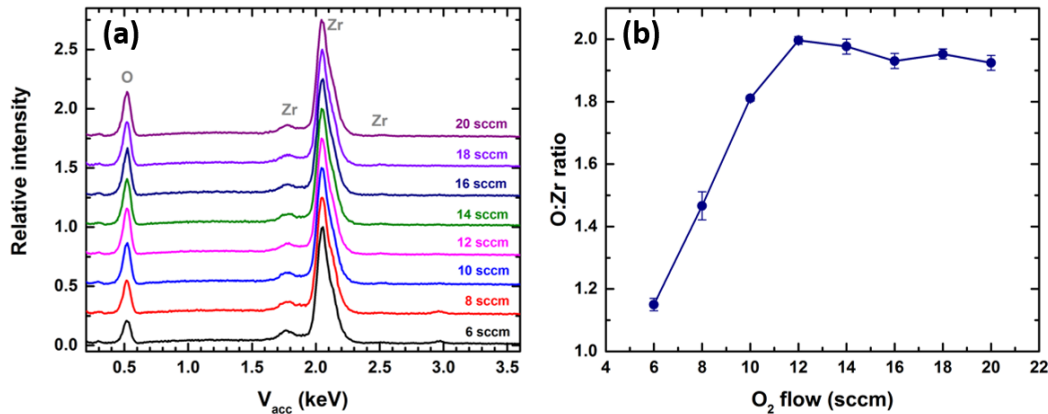 (a)
Zr
O
Zr
Zr
20 sccm
18 sccm
16 sccm
14 sccm
12 sccm
10 sccm
8 sccm
6 sccm
2.5
2.0
1.5
1.0
0.5
0.0
Relative intensity
0.5 1.0 1.5 2.0 2.5 3.0 3.5
Vacc (keV)
(b)
2.0
1.8
1.6
1.4
1.2
1.0
O:Zr ratio
4 6 8 10 12 14 16 18 20 22
O2 flow (sccm)